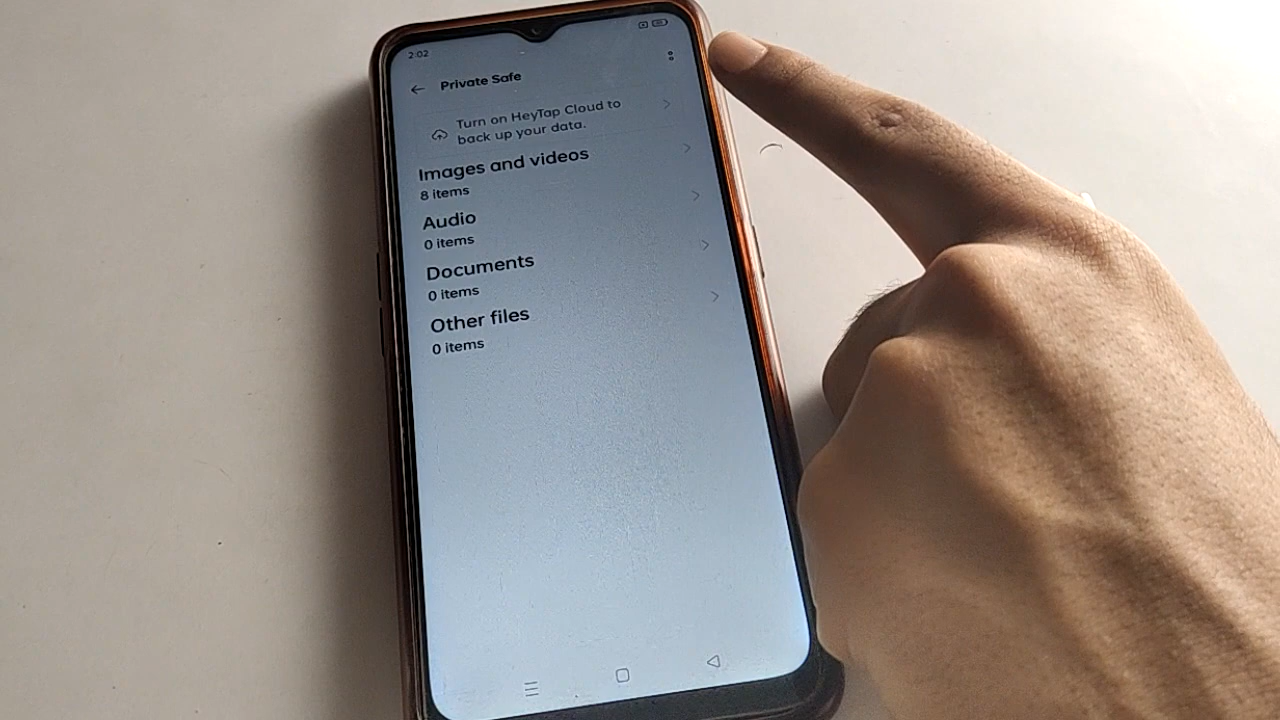 2:02
Private Safe
Turn on HeyTap Cloud to
back up your data.
Images and videos
8 items
Audio
0 items
Documents
0 items
Other files
0 items